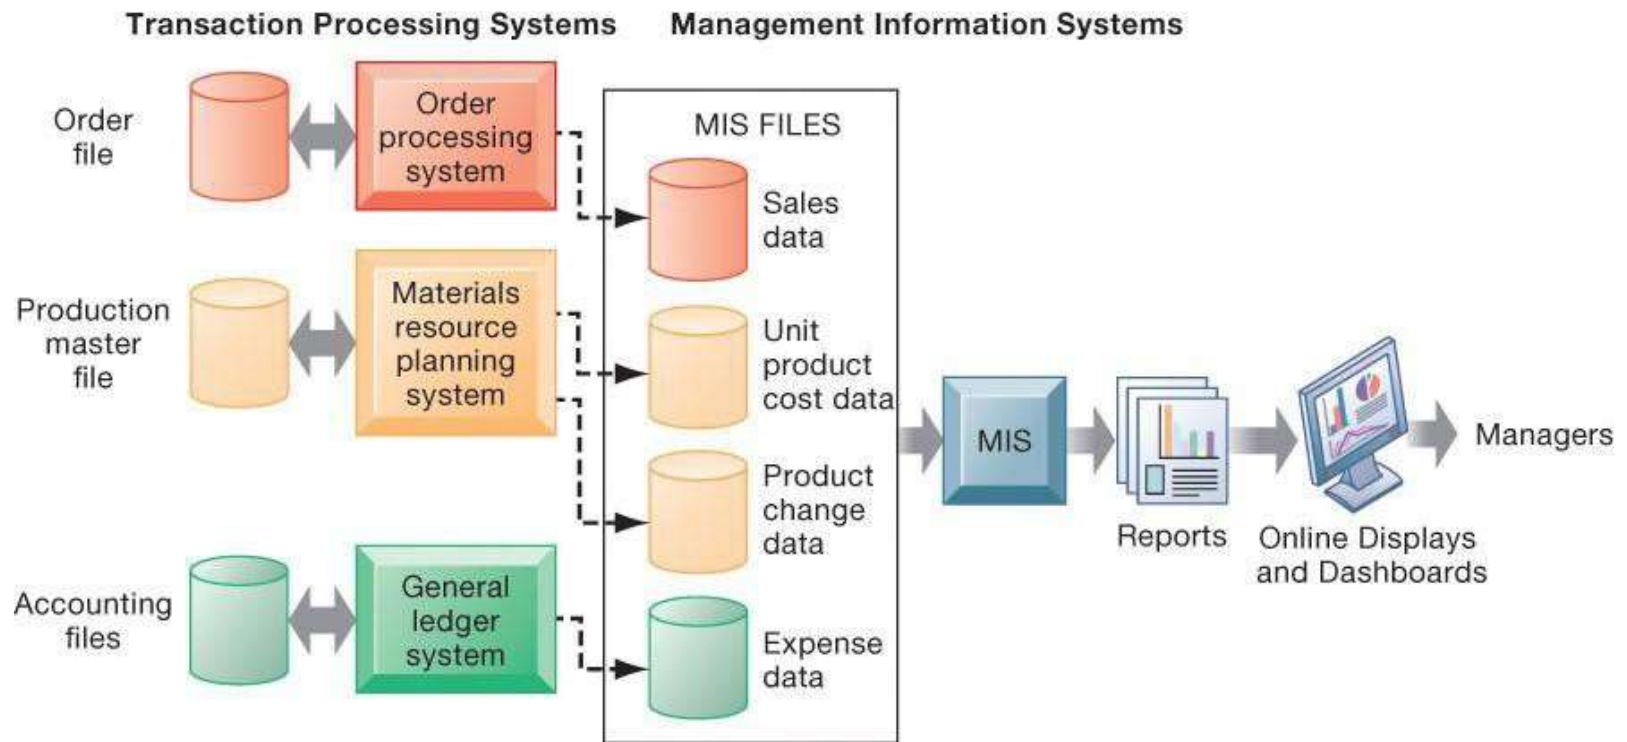 Transaction Processing Systems
Management Information Systems
Order
file
Order
processing
system
MIS FILES
Sales
data
Production
master
file
Materials
resource
planning
system
Unit
product
cost data
Product
change
data
Accounting
files
General
ledger
system
Expense
data
MIS
Reports
Online Displays
and Dashboards
Managers